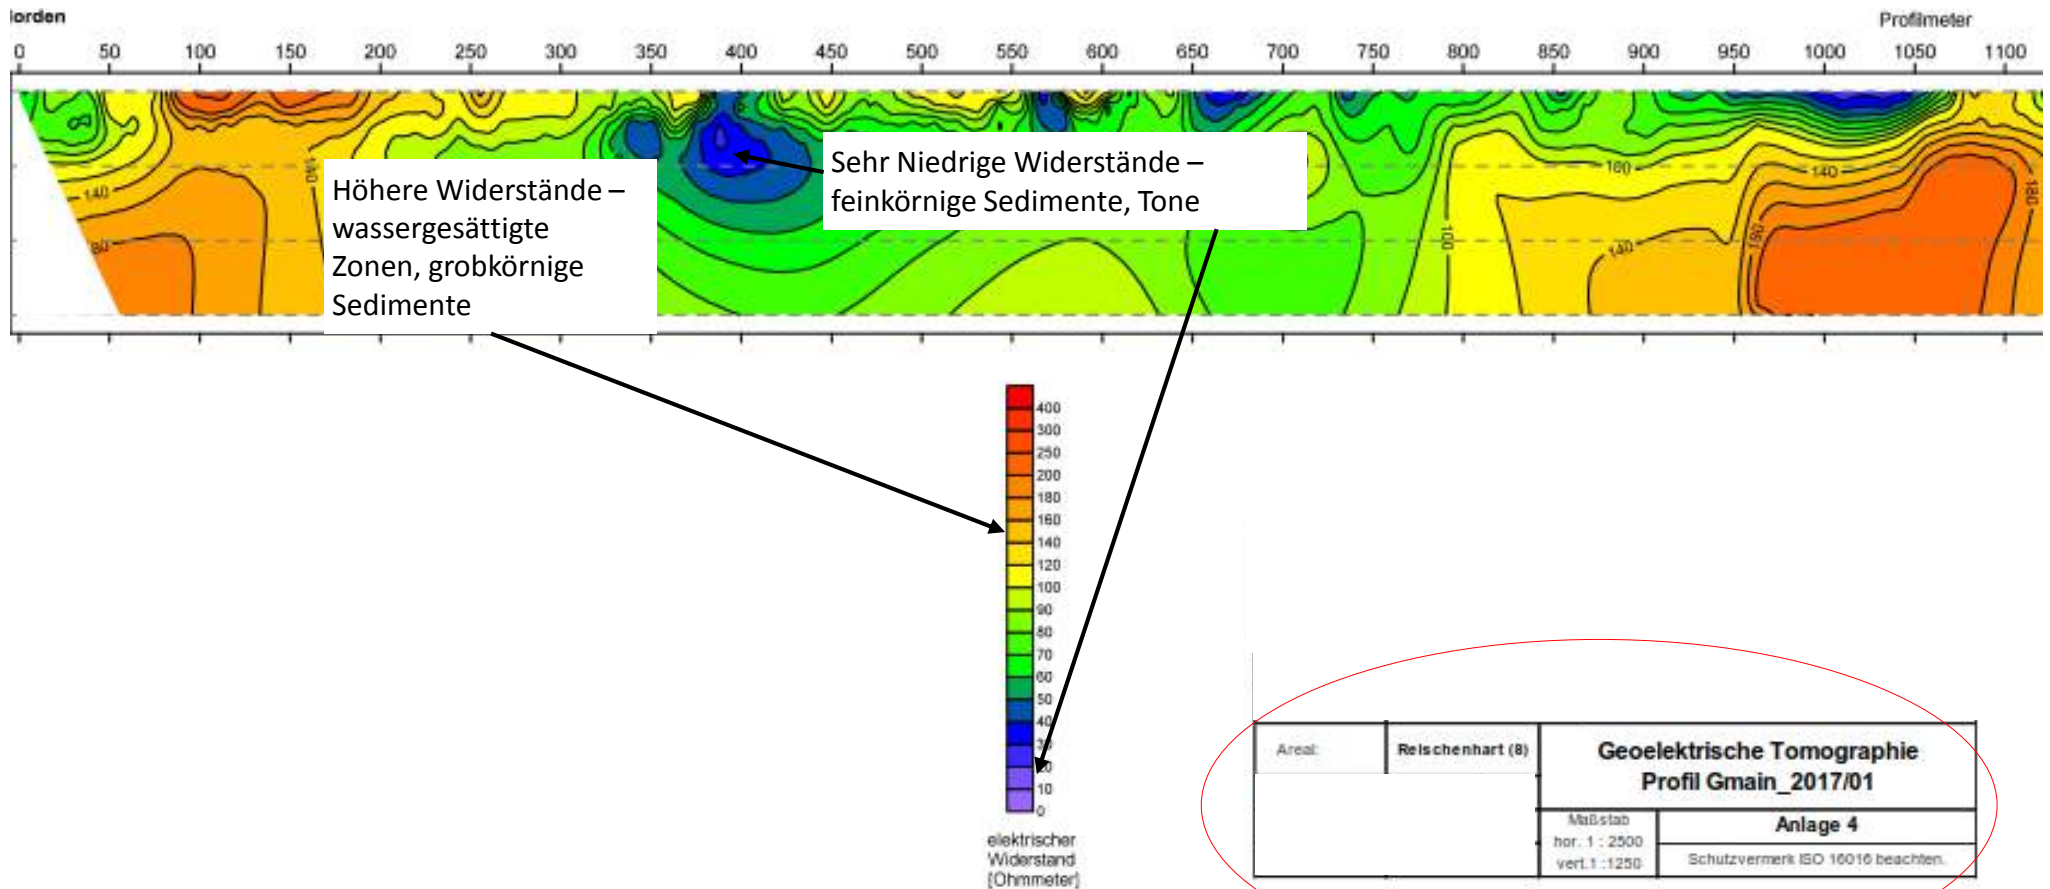 lorden
Profilmeter
0 50 100 150 200 250 300 350 400 450 500 550 600 650 700 750 800 850 900 950 1000 1050 1100
Sehr Niedrige Widerstände –
feinkörnige Sedimente, Tone
Höhere Widerstände –
wassergesättigte
Zonen, grobkörnige
Sedimente
140
80
140
160
140
180
100
140
180
400
300
250
200
180
160
140
120
100
90
80
70
60
50
40
10
0
elektrischer
Widerstand
[Ohmmeter]
Areal:
Reischenhart (8)
Geoelektrische Tomographie
Profil Gmain_2017/01
Maßstab
hor. 1 : 2500
vert.1 :1250
Anlage 4
Schutzvermerk ISO 16016 beachten.